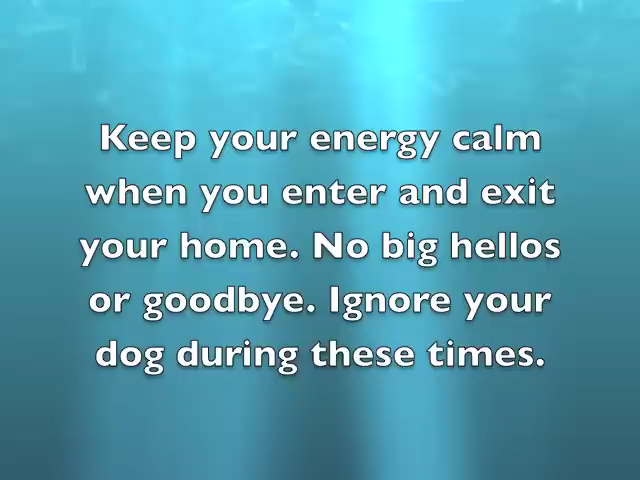 Keep your energy calm
when you enter and exit
your home. No big hellos
or goodbye. Ignore your
dog during these times.